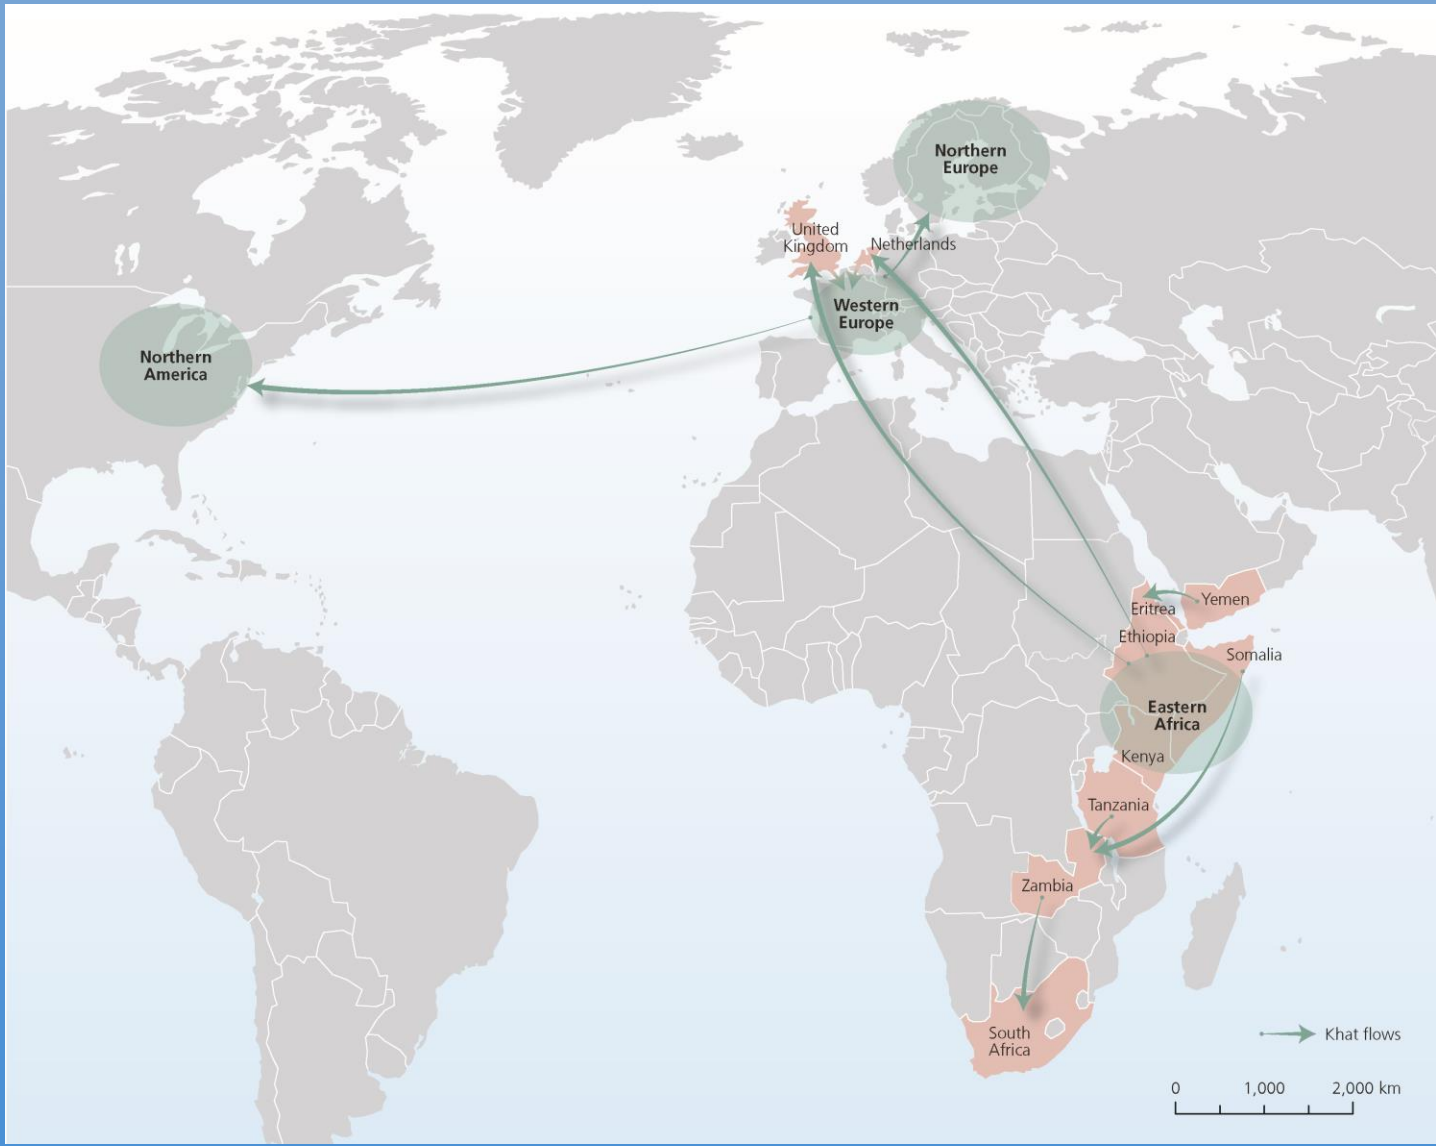 Northern
Europe
United
Kingdom
Netherlands
Western
Europe
Northern
America
Eritrea
Yemen
Ethiopia
Somalia
Eastern
Africa
Kenya
Tanzania
Zambia
South
Africa
Khat flows
0 1,000 2,000 km